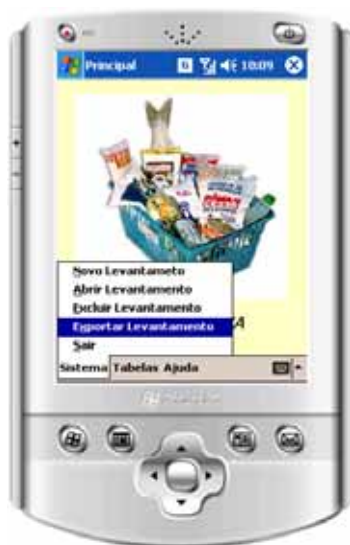 Principal 10:09
Novo Levantameto
Abrir Levantamento
Excluir Levantamento
Exportar Levantamento
Sair
Sistema Tabelas Ajuda